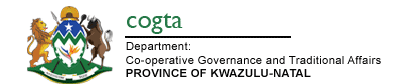 cogta
Department:
Co-operative Governance and Traditional Affairs
PROVINCE OF KWAZULU-NATAL